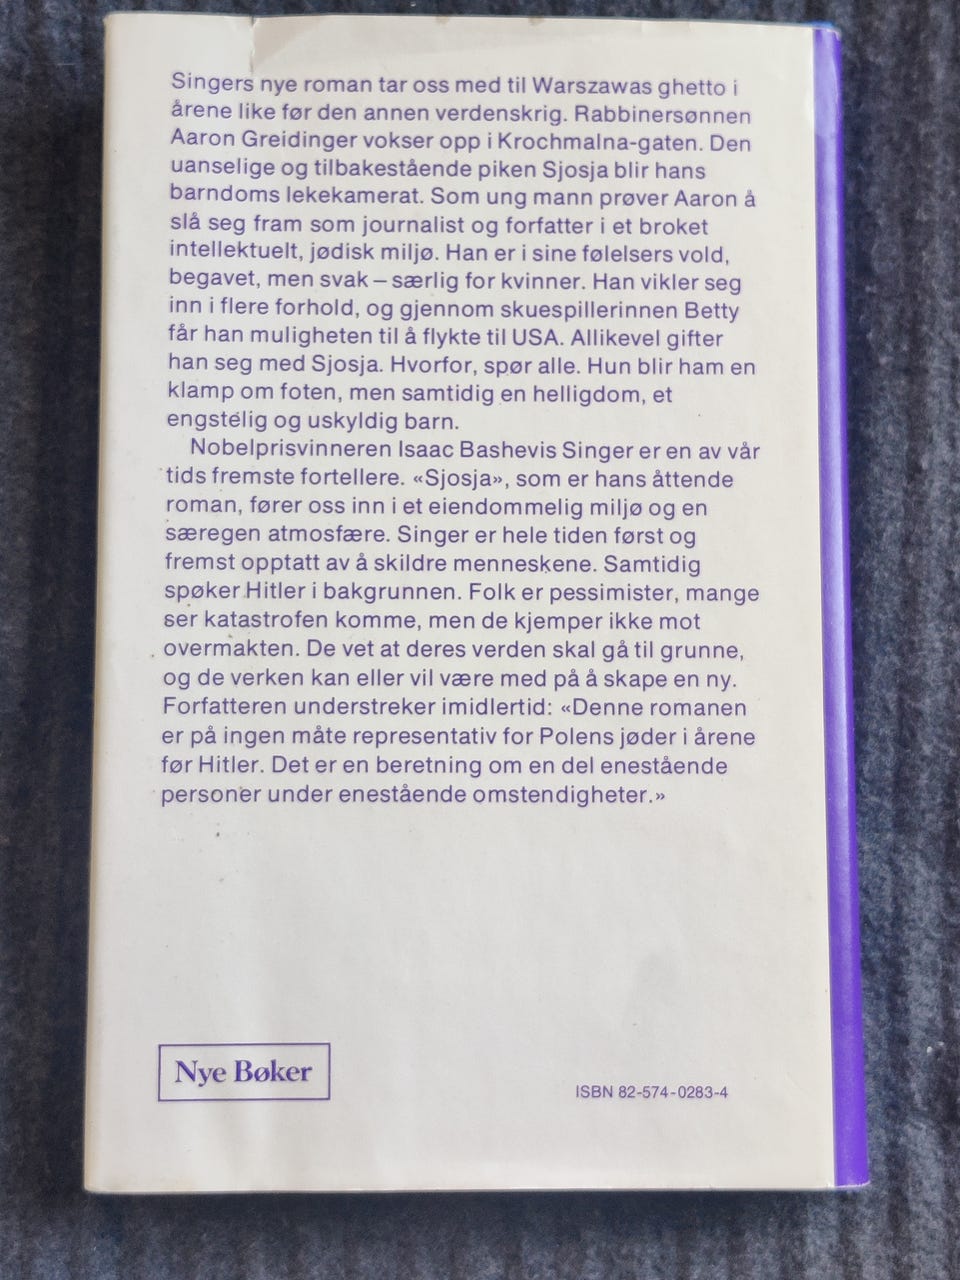 Singers nye roman tar oss med til Warszawas ghetto i
årene like før den annen verdenskrig. Rabbinersønnen
Aaron Greidinger vokser opp i Krochmalna-gaten. Den
uanselige og tilbakestående piken Sjosja blir hans
barndoms lekekamerat. Som ung mann prøver Aaron å
slå seg fram som journalist og forfatter i et broket
intellektuelt, jødisk miljø. Han er i sine følelsers vold,
begavet, men svak – særlig for kvinner. Han vikler seg
inn i flere forhold, og gjennom skuespillerinnen Betty
får han muligheten til å flykte til USA. Allikevel gifter
han seg med Sjosja. Hvorfor, spør alle. Hun blir ham en
klamp om foten, men samtidig en helligdom, et
engstelig og uskyldig barn.
Nobelprisvinneren Isaac Bashevis Singer er en av vår
tids fremste fortellere. «Sjosja», som er hans åttende
roman, fører oss inn i et eiendommelig miljø og en
særegen atmosfære. Singer er hele tiden først og
fremst opptatt av å skildre menneskene. Samtidig
spøker Hitler i bakgrunnen. Folk er pessimister, mange
ser katastrofen komme, men de kjemper ikke mot
overmakten. De vet at deres verden skal gå til grunne,
og de verken kan eller vil være med på å skape en ny.
Forfatteren understreker imidlertid: «Denne romanen
er på ingen måte representativ for Polens jøder i årene
før Hitler. Det er en beretning om en del enestående
personer under enestående omstendigheter.»
Nye Bøker
ISBN 82-574-0283-4